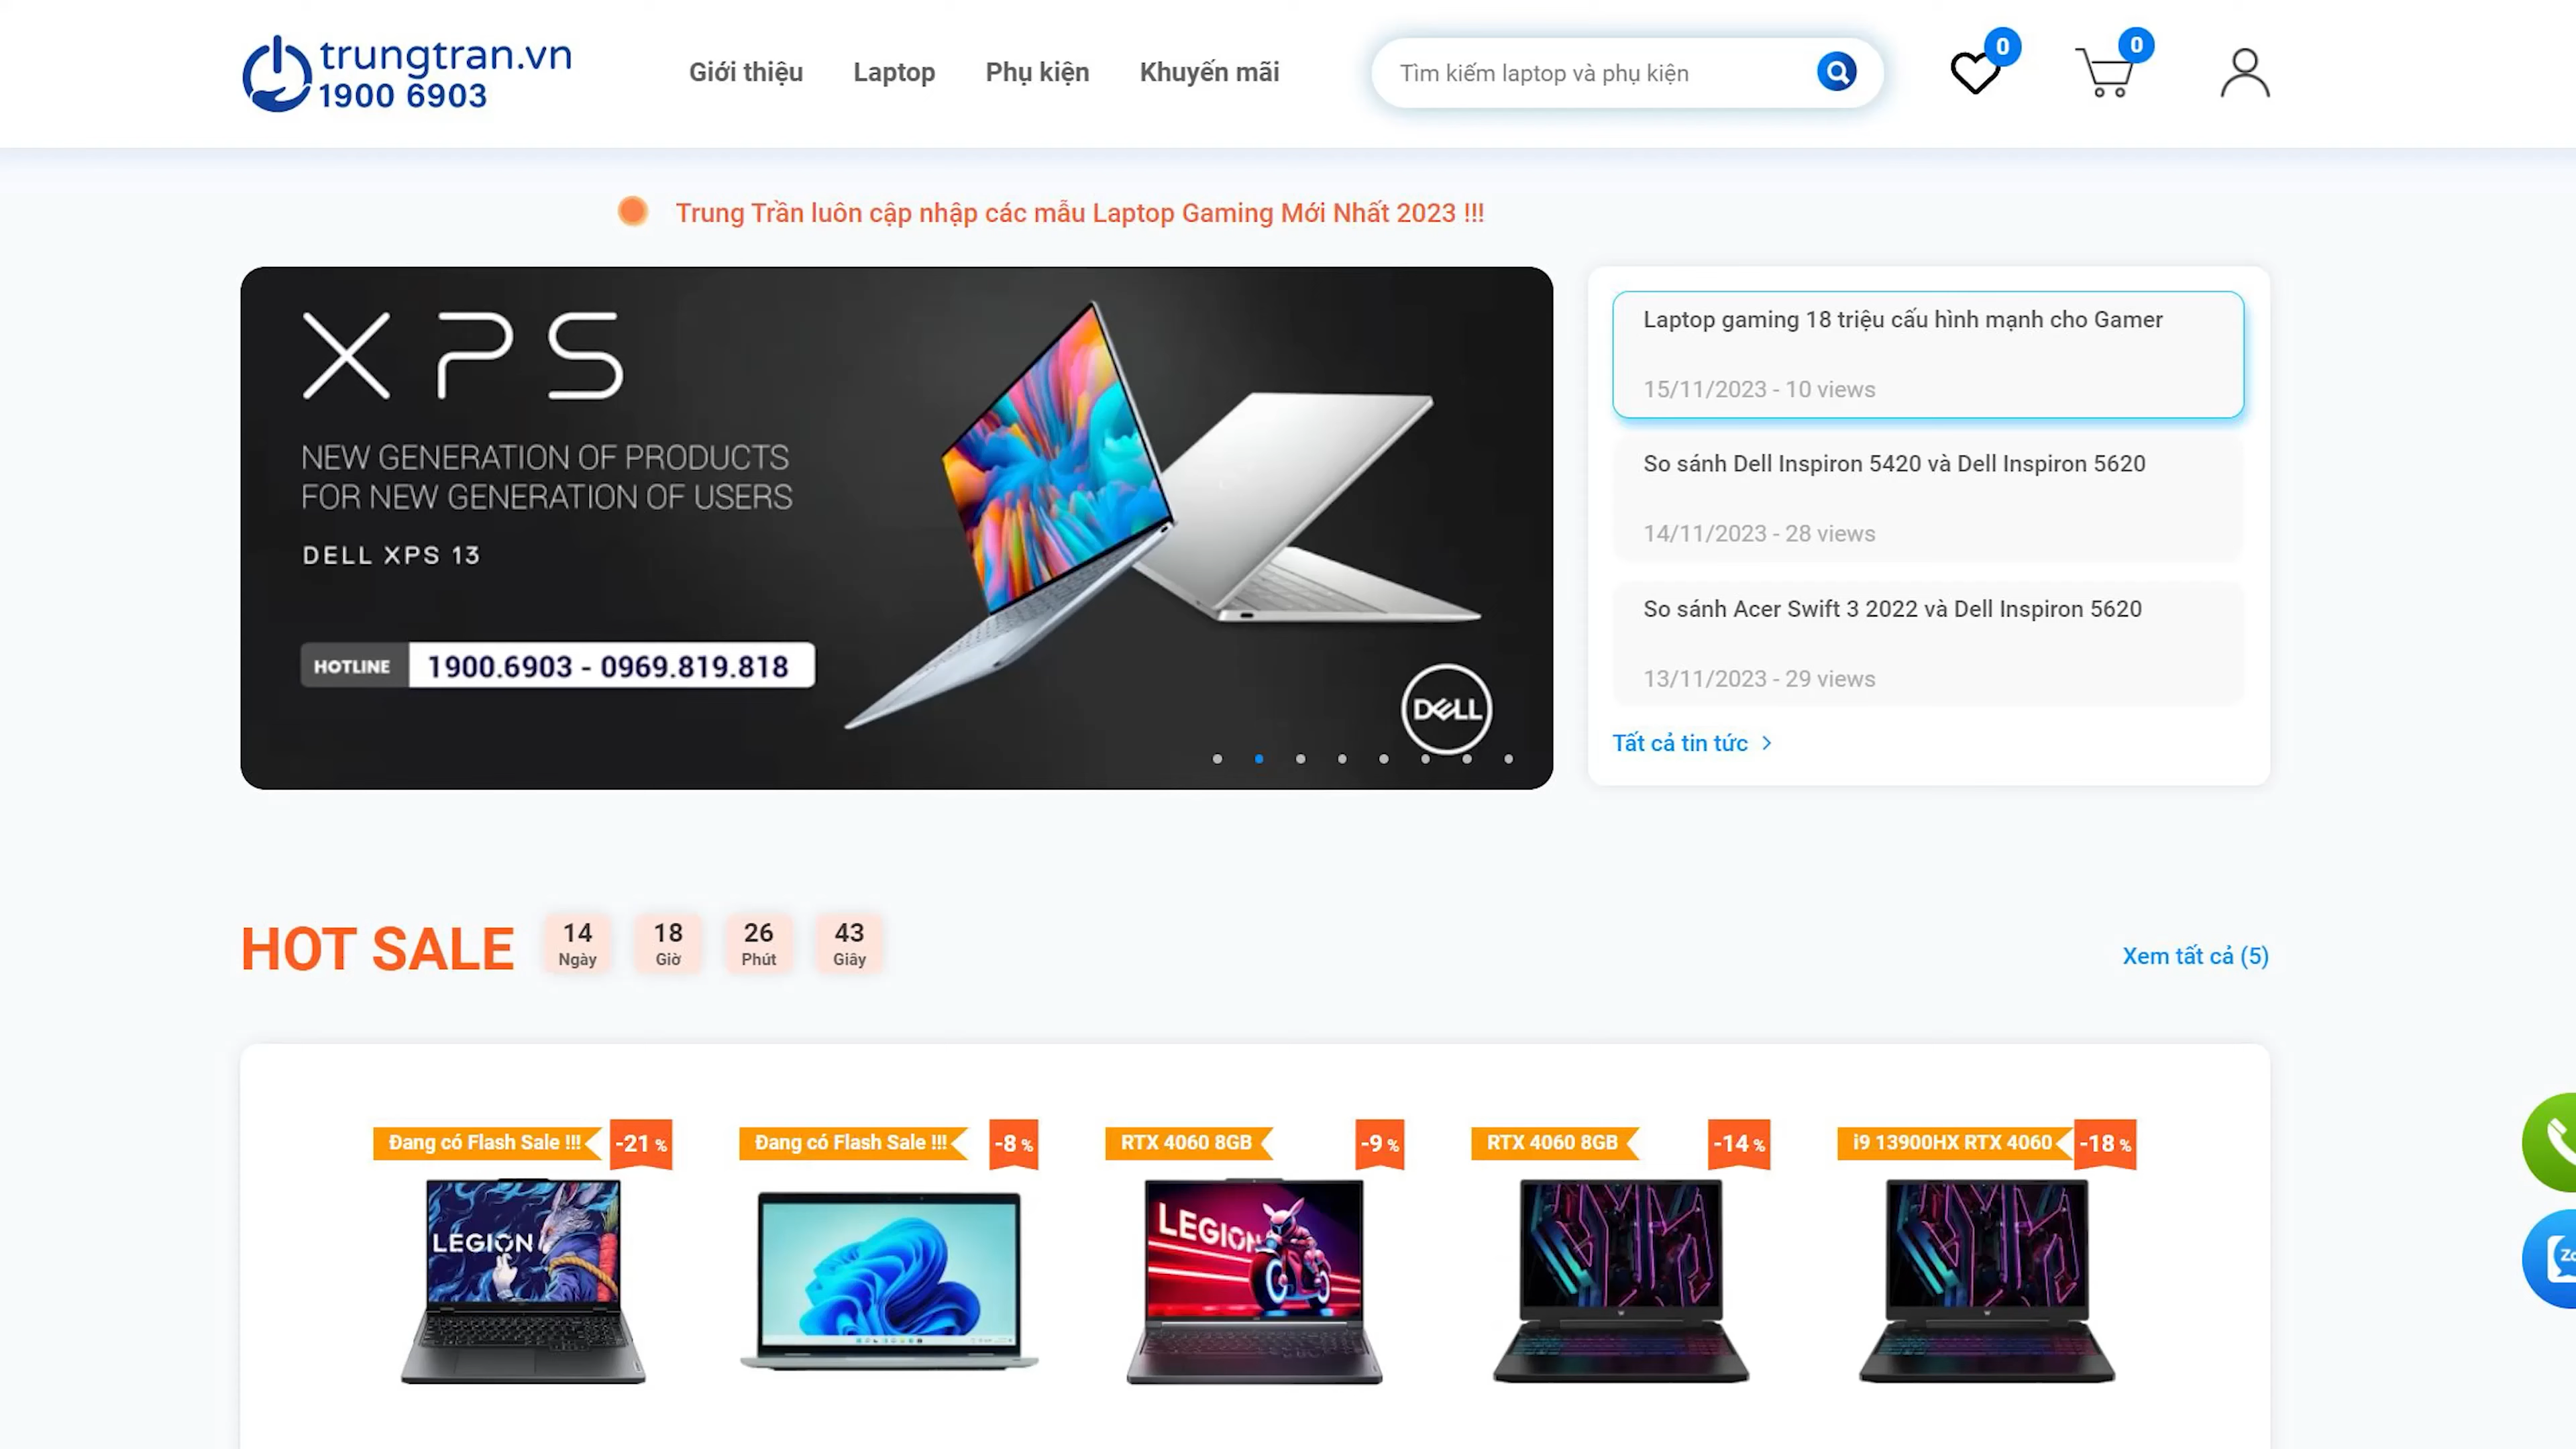 trungtran.vn
1900 6903
Giới thiệu
Laptop
Phụ kiện
Khuyến mãi
Tìm kiếm laptop và phụ kiện
0
0
Trung Trần luôn cập nhập các mẫu Laptop Gaming Mới Nhất 2023 !!!
XPS
NEW GENERATION OF PRODUCTS
FOR NEW GENERATION OF USERS
DELL XPS 13
HOTLINE 1900.6903 - 0969.819.818
DELL
Laptop gaming 18 triệu cấu hình mạnh cho Gamer
15/11/2023 - 10 views
So sánh Dell Inspiron 5420 và Dell Inspiron 5620
14/11/2023 - 28 views
So sánh Acer Swift 3 2022 và Dell Inspiron 5620
13/11/2023 - 29 views
Tất cả tin tức
HOT SALE
14
Ngày
18
Giờ
26
Phút
43
Giây
Xem tất cả (5)
Đang có Flash Sale !!!
-21 %
LEGION
Đang có Flash Sale !!!
-8 %
RTX 4060 8GB
-9 %
LEGION
RTX 4060 8GB
-14 %
i9 13900HX RTX 4060
-18 %